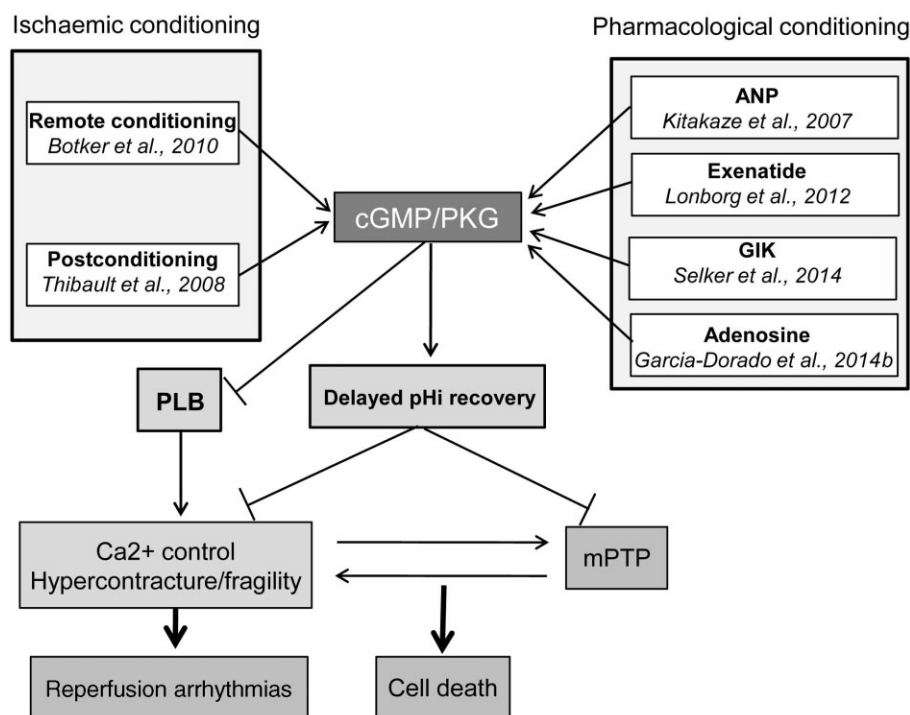 Ischaemic conditioning
Pharmacological conditioning
Remote conditioning
Botker et al., 2010
Postconditioning
Thibault et al., 2008
ANP
Kitakaze et al., 2007
Exenatide
Lonborg et al., 2012
GIK
Selker et al., 2014
Adenosine
Garcia-Dorado et al., 2014b
cGMP/PKG
PLB
Delayed pHi recovery
Ca2+ control
Hypercontracture/fragility
mPTP
Reperfusion arrhythmias
Cell death